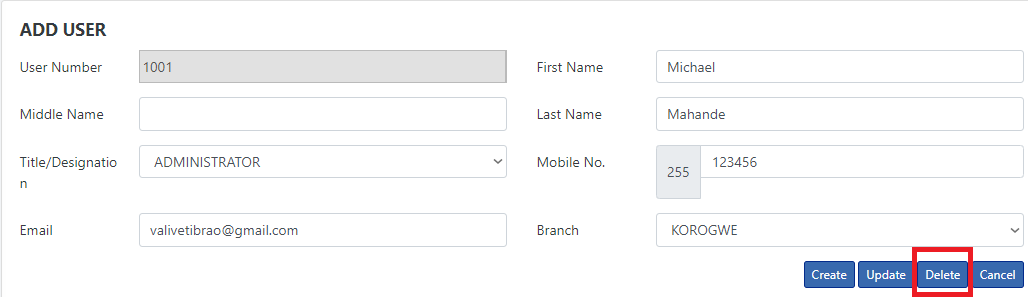 ADD USER
User Number 1001 First Name Michael
Middle Name Last Name Mahande
Title/Designatio
n ADMINISTRATOR Mobile No. 255 123456
Email valivetibrao@gmail.com Branch KOROGWE
Create Update Delete Cancel